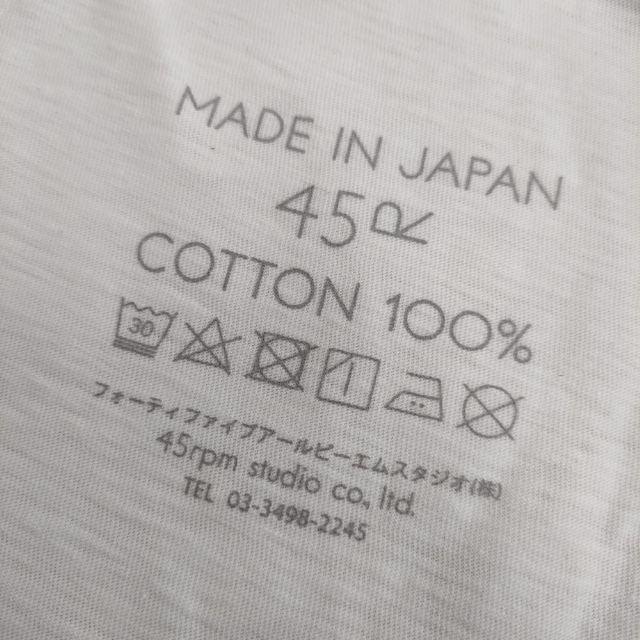 MADE IN JAPAN
45R
COTTON 100%
30
フォーティファイブアールピーエムスタジオ(株)
45rpm studio co., ltd.
TEL 03-3498-2245